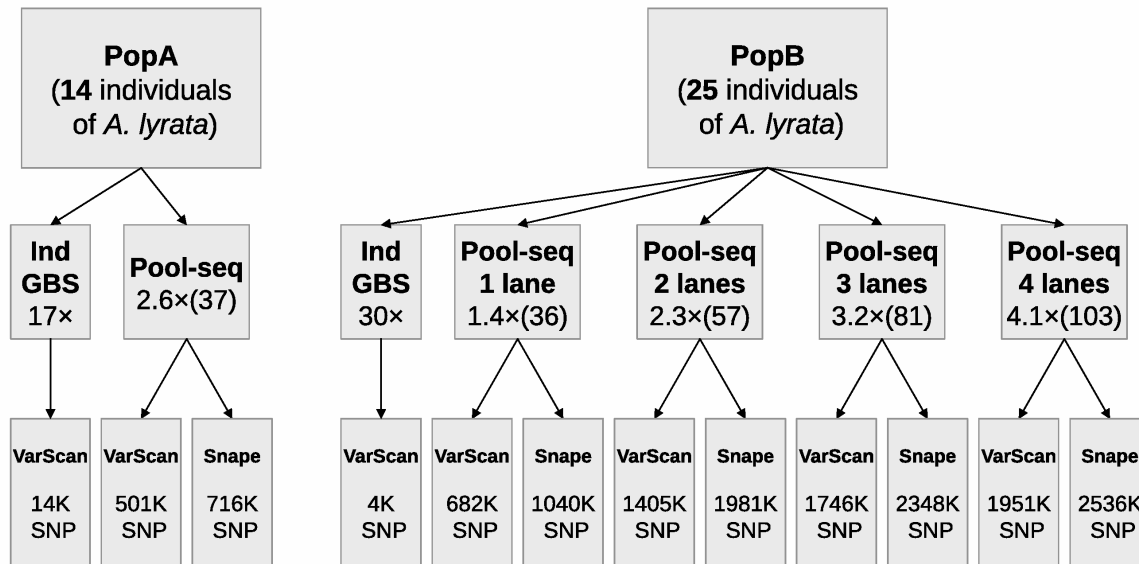 PopA
(14 individuals
of A. lyrata)
PopB
(25 individuals
of A. lyrata)
Ind
GBS
17×
Pool-seq
2.6×(37)
Ind
GBS
30×
Pool-seq
1 lane
1.4×(36)
Pool-seq
2 lanes
2.3×(57)
Pool-seq
3 lanes
3.2×(81)
Pool-seq
4 lanes
4.1×(103)
VarScan
14K
SNP
VarScan
501K
SNP
Snape
716K
SNP
VarScan
4K
SNP
VarScan
682K
SNP
Snape
1040K
SNP
VarScan
1405K
SNP
Snape
1981K
SNP
VarScan
1746K
SNP
Snape
2348K
SNP
VarScan
1951K
SNP
Snape
2536K
SNP